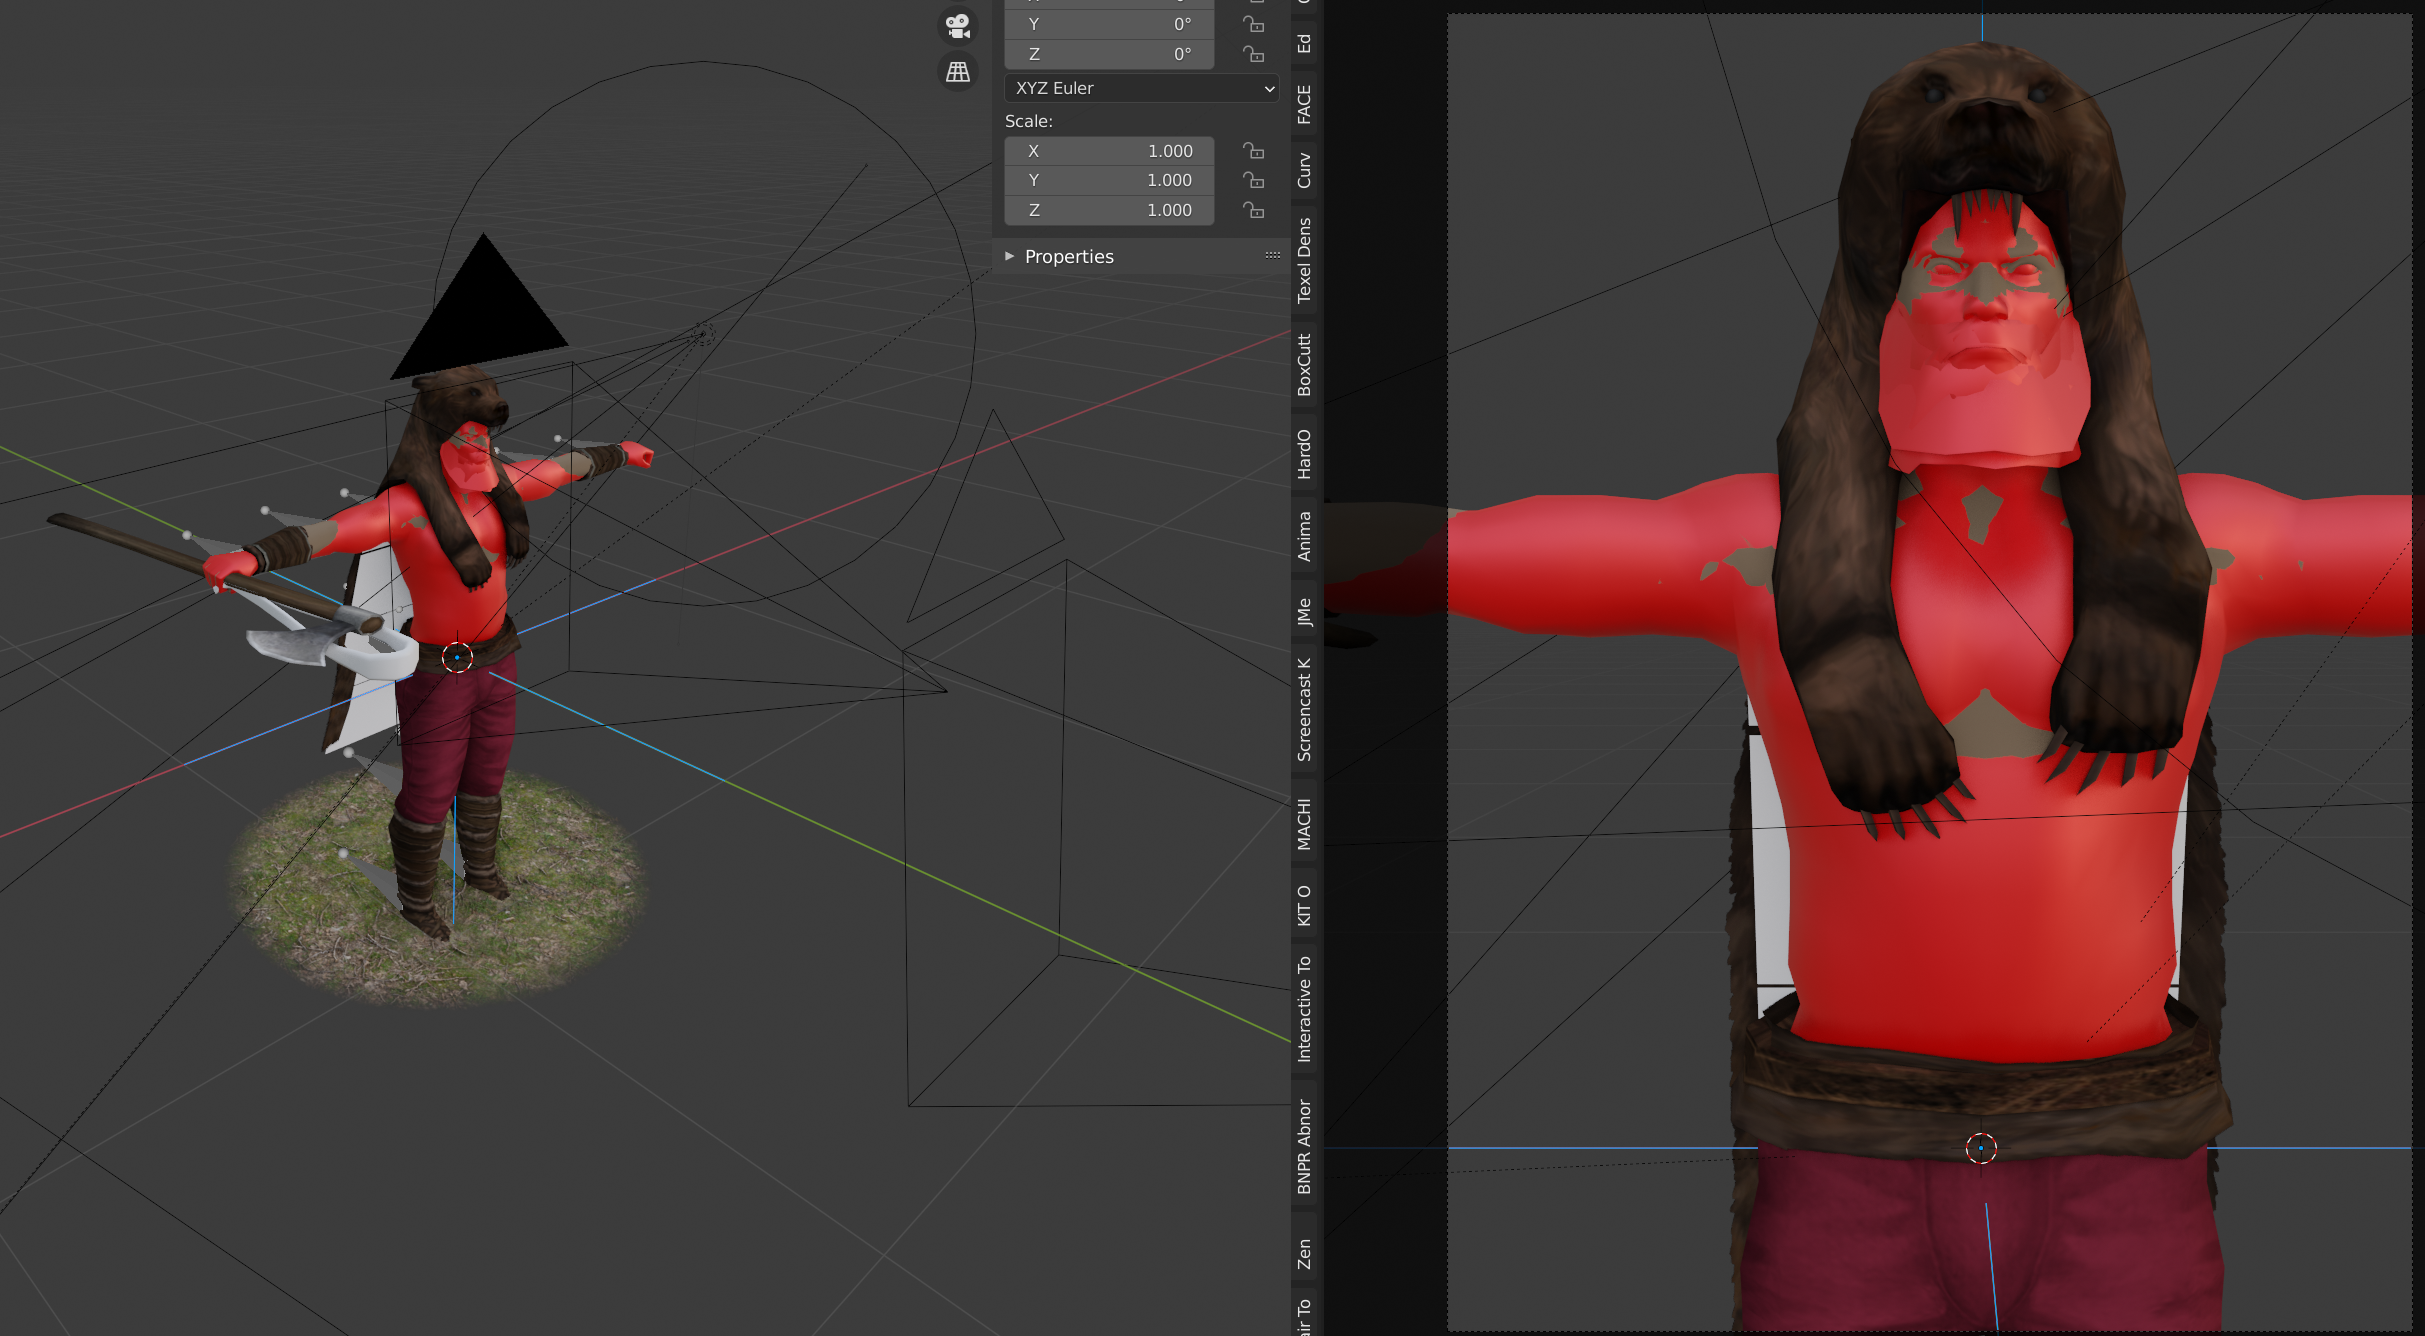 Y 0°
Z 0°
XYZ Euler
Scale:
X 1.000
Y 1.000
Z 1.000
Properties
Ed
FACE
Curv
Texel Dens
BoxCutt
HardO
Anima
JMe
Screencast K
MACHI
KIT O
Interactive To
BNPR Abnor
Zen
air To